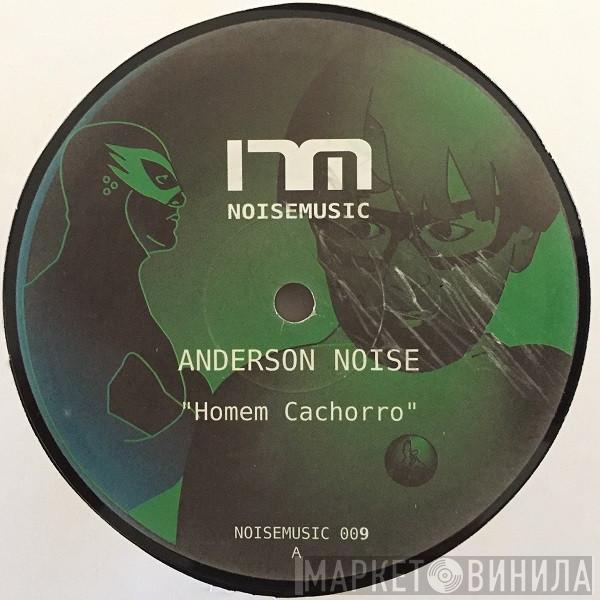 NOISEMUSIC
ANDERSON NOISE
"Homem Cachorro"
NOISEMUSIC 009
A
МАРКЕТ ВИНИЛА